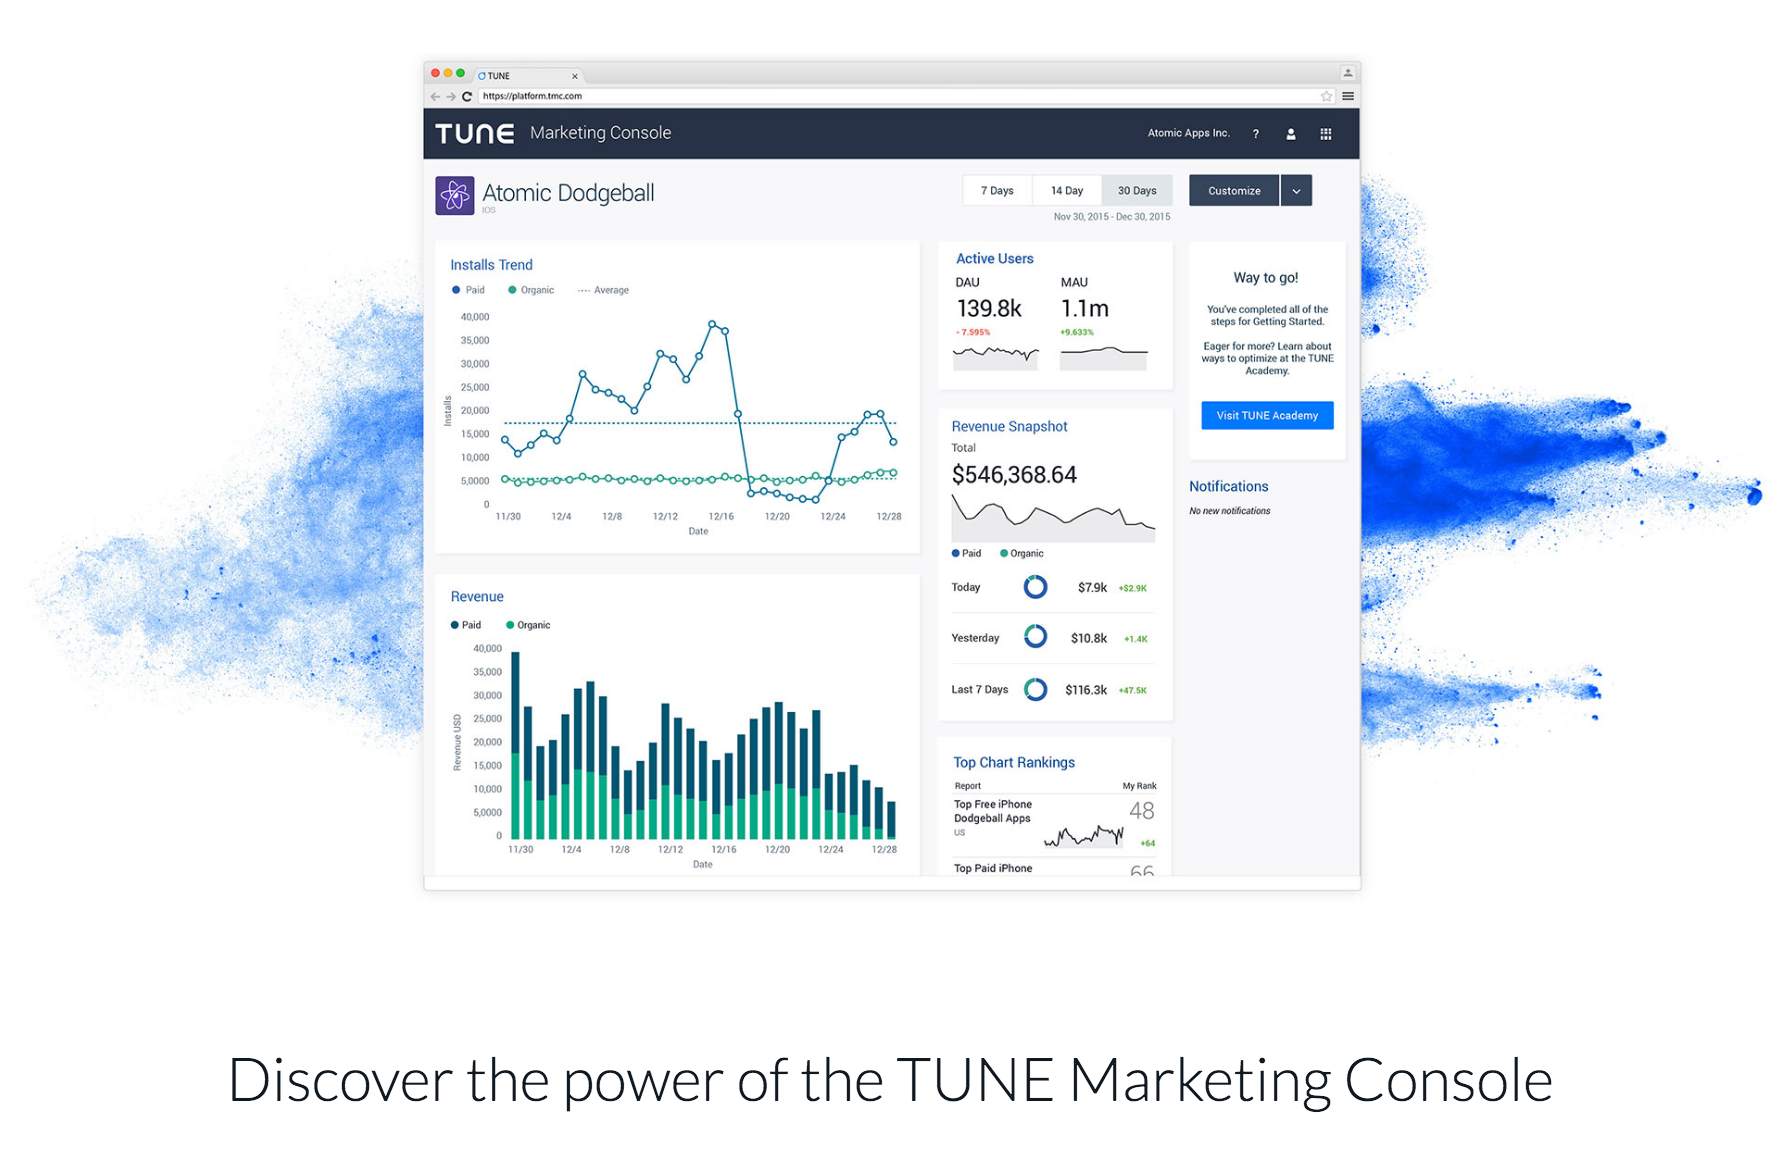 TUNE
https://platform.tmc.com
TUNE Marketing Console
Atomic Apps Inc. ?
Atomic Dodgeball
IOS
7 Days 14 Day 30 Days
Customize
Nov 30, 2015 - Dec 30, 2015
Installs Trend
Paid Organic Average
40,000
35,000
30,000
25,000
20,000
15,000
10,000
5,0000
0
Installs
11/30 12/4 12/8 12/12 12/16 12/20 12/24 12/28
Date
Revenue
Paid Organic
40,000
35,000
30,000
25,000
20,000
15,000
10,000
5,0000
0
Revenue USD
11/30 12/4 12/8 12/12 12/16 12/20 12/24 12/28
Date
Active Users
DAU MAU
139.8k 1.1m
- 7.595% +9.633%
Revenue Snapshot
Total
$546,368.64
Paid Organic
Today $7.9k +$2.9K
Yesterday $10.8k +1.4K
Last 7 Days $116.3k +47.5K
Top Chart Rankings
Report My Rank
Top Free iPhone
Dodgeball Apps
US
48
+64
Top Paid iPhone
66
Way to go!
You've completed all of the
steps for Getting Started.
Eager for more? Learn about
ways to optimize at the TUNE
Academy.
Visit TUNE Academy
Notifications
No new notifications
Discover the power of the TUNE Marketing Console